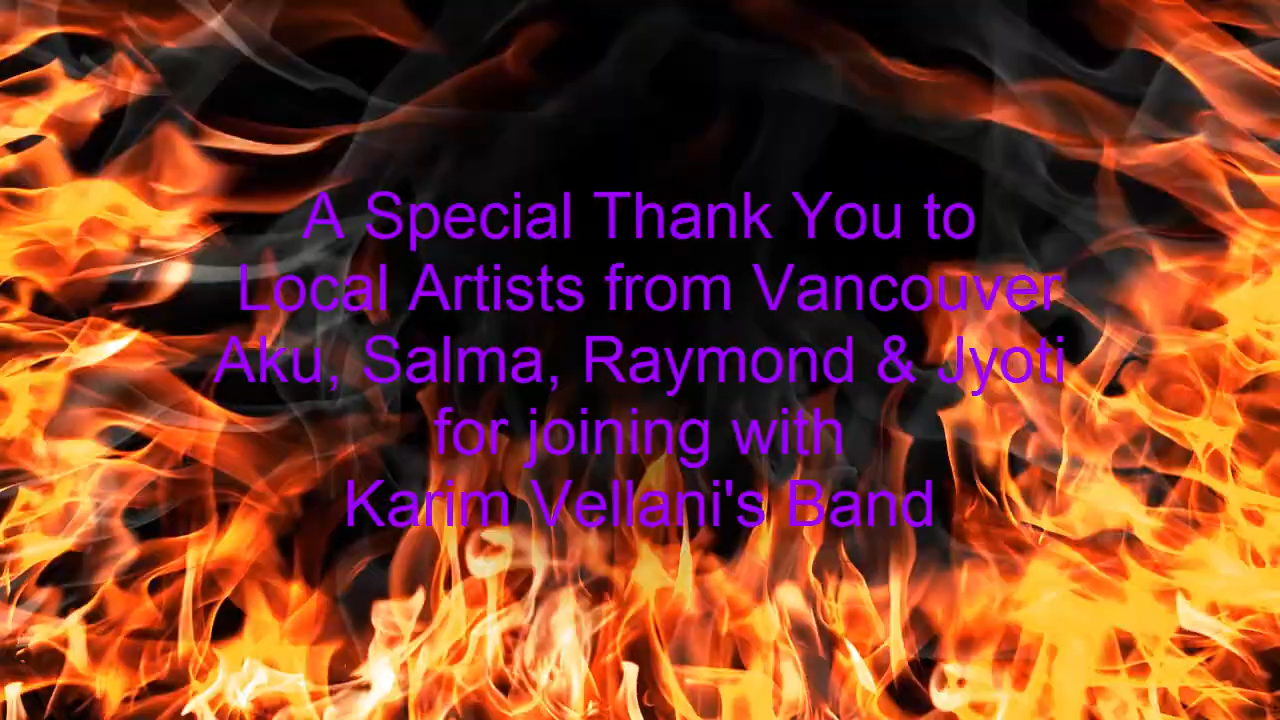 A Special Thank You to
Local Artists from Vancouver
Aku, Salma, Raymond & Jyoti
for joining with
Karim Vellani's Band